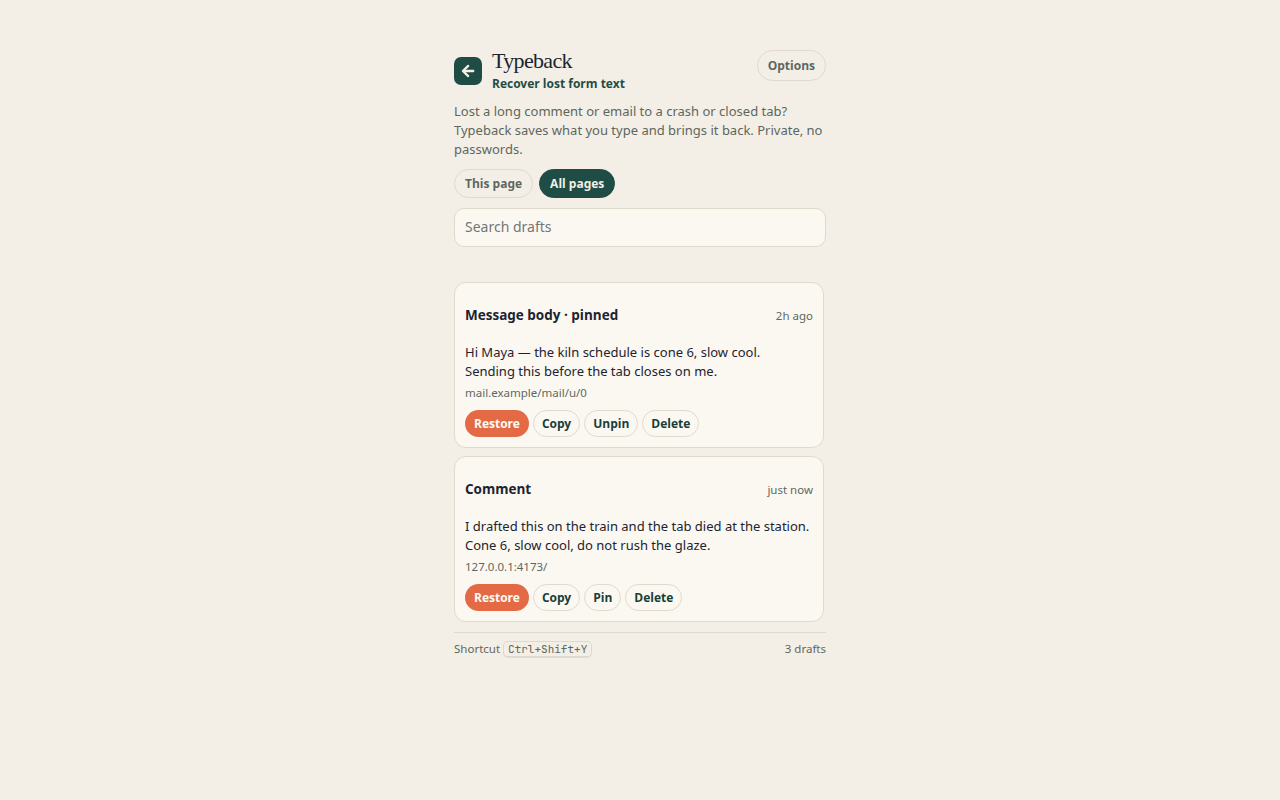 Typeback
Recover lost form text
Options
Lost a long comment or email to a crash or closed tab?
Typeback saves what you type and brings it back. Private, no
passwords.
This page
All pages
Search drafts
Message body · pinned
2h ago
Hi Maya — the kiln schedule is cone 6, slow cool.
Sending this before the tab closes on me.
mail.example/mail/u/0
Restore
Copy
Unpin
Delete
Comment
just now
I drafted this on the train and the tab died at the station.
Cone 6, slow cool, do not rush the glaze.
127.0.0.1:4173/
Restore
Copy
Pin
Delete
Shortcut Ctrl+Shift+Y
3 drafts